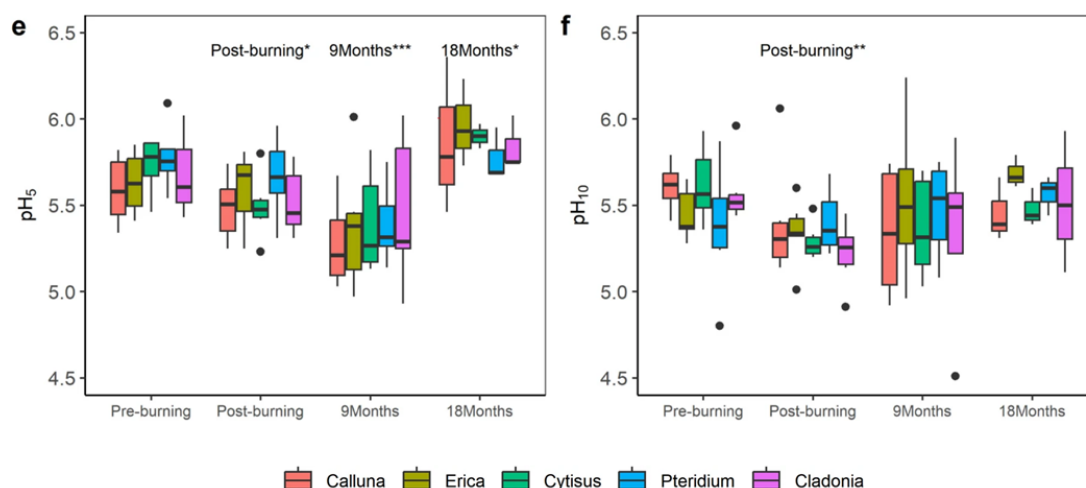 e
Post-burning* 9Months*** 18Months*
6.5
6.0
5.5
5.0
4.5
pH5
Pre-burning Post-burning 9Months 18Months
f
Post-burning**
6.5
6.0
5.5
5.0
4.5
pH10
Pre-burning Post-burning 9Months 18Months
Calluna Erica Cytisus Pteridium Cladonia